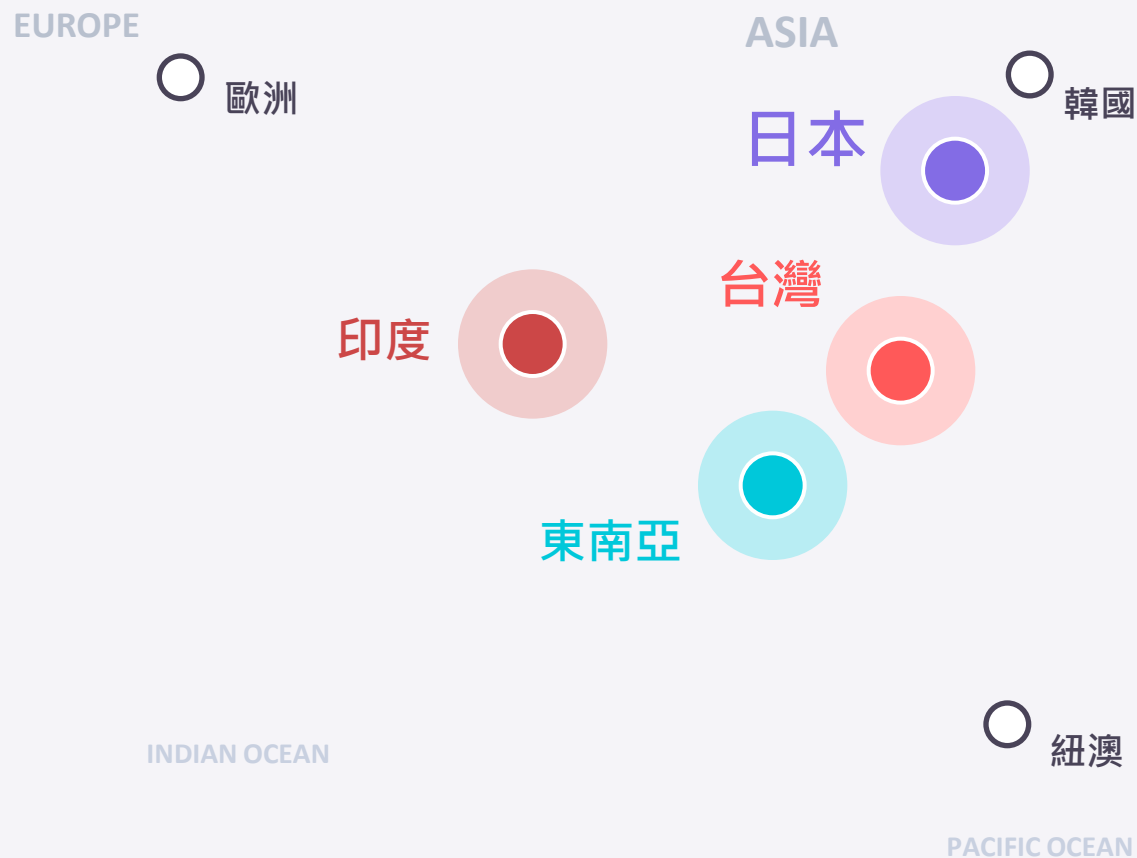 EUROPE
ASIA
歐洲
韓國
日本
台灣
印度
東南亞
紐澳
INDIAN OCEAN
PACIFIC OCEAN